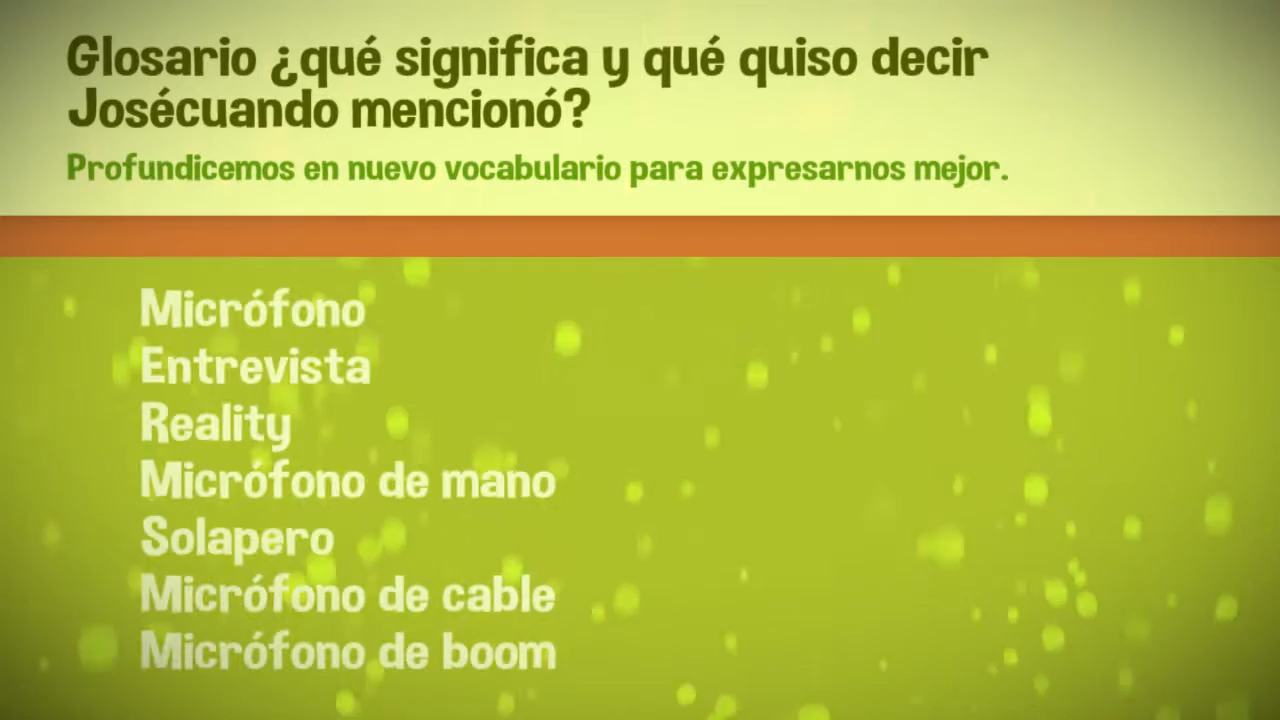 Glosario ¿qué significa y qué quiso decir
Josécuando mencionó?
Profundicemos en nuevo vocabulario para expresarnos mejor.
Micrófono
Entrevista
Reality
Micrófono de mano
Solapero
Micrófono de cable
Micrófono de boom